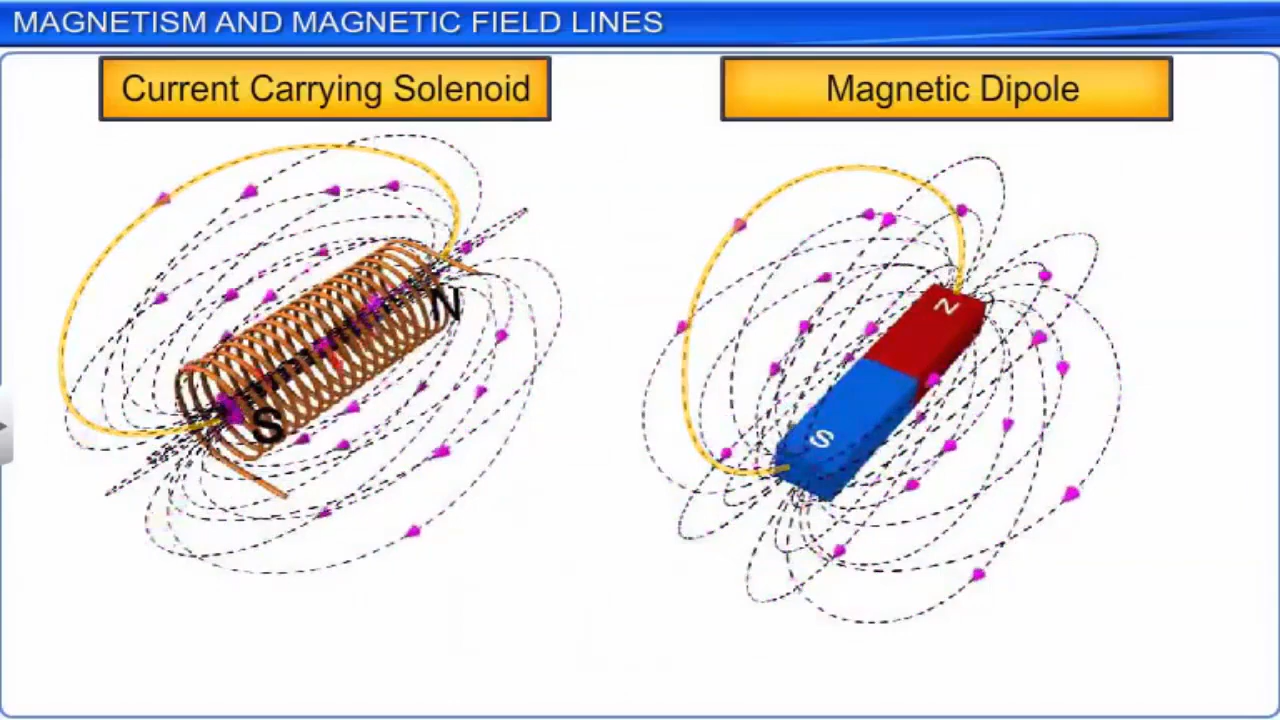 MAGNETISM AND MAGNETIC FIELD LINES
Current Carrying Solenoid
Magnetic Dipole
N
S
N
S